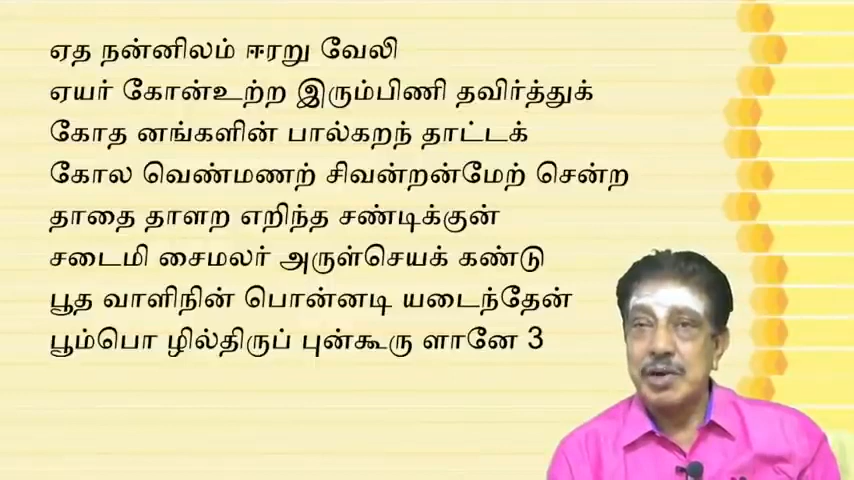 ஏத நன்னிலம் ஈரறு வேலி
ஏயர் கோன்உற்ற இரும்பிணி தவிர்த்துக்
கோத னங்களின் பால்கறந் தாட்டக்
கோல வெண்மணற் சிவன்றன்மேற் சென்ற
தாதை தாளற எறிந்த சண்டிக்குன்
சடைமி சைமலர் அருள்செயக் கண்டு
பூத வாளிநின் பொன்னடி யடைந்தேன்
பூம்பொ ழில்திருப் புன்கூரு ளானே 3